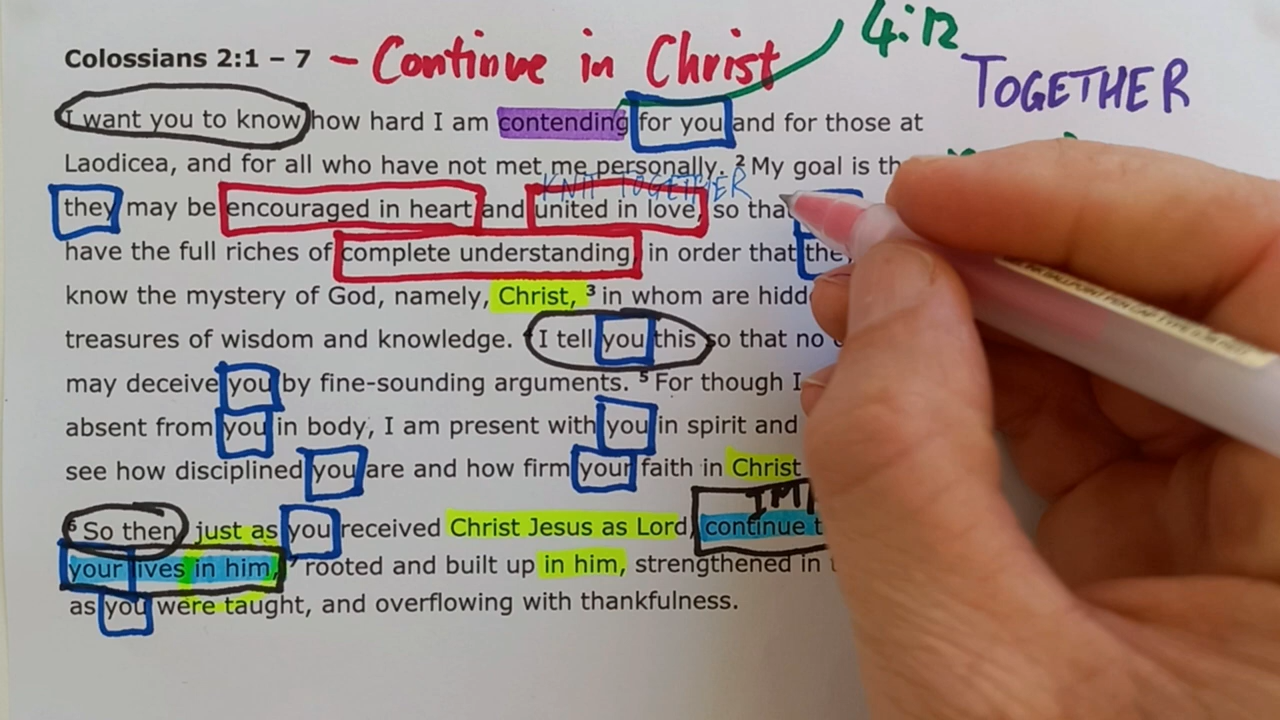 Colossians 2:1 – 7 – Continue in Christ 4:12
TOGETHER
I want you to know how hard I am contending for you and for those at
Laodicea, and for all who have not met me personally. ² My goal is
KNIT TOGETHER
they may be encouraged in heart and united in love, so
have the full riches of complete understanding, in order that
know the mystery of God, namely, Christ, ³ in whom are
treasures of wisdom and knowledge. I tell you this so that no
may deceive you by fine-sounding arguments. ⁵ For though I
absent from you in body, I am present with you in spirit and
see how disciplined you are and how firm your faith in Christ
⁶ So then, just as you received Christ Jesus as Lord, continue
your lives in him, ⁷ rooted and built up in him, strengthened in
as you were taught, and overflowing with thankfulness.